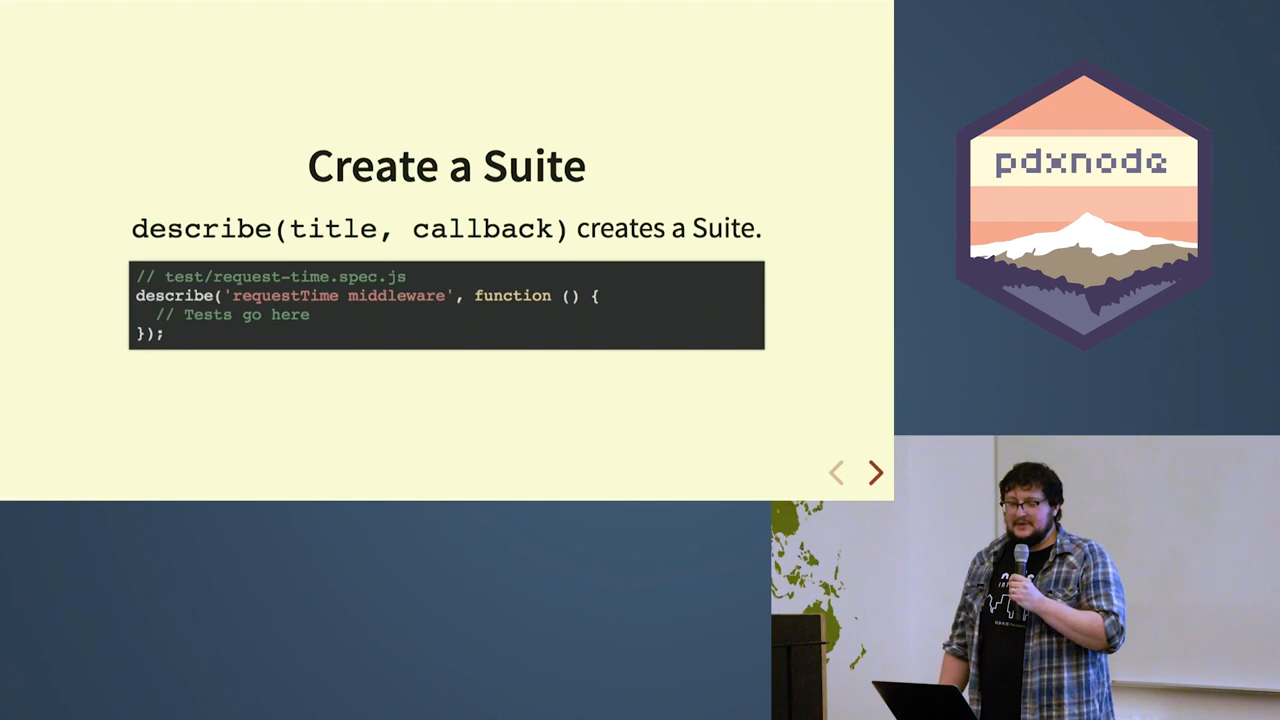 Create a Suite
describe(title, callback) creates a Suite.
// test/request-time.spec.js
describe('requestTime middleware', function () {
// Tests go here
});
pdxnode